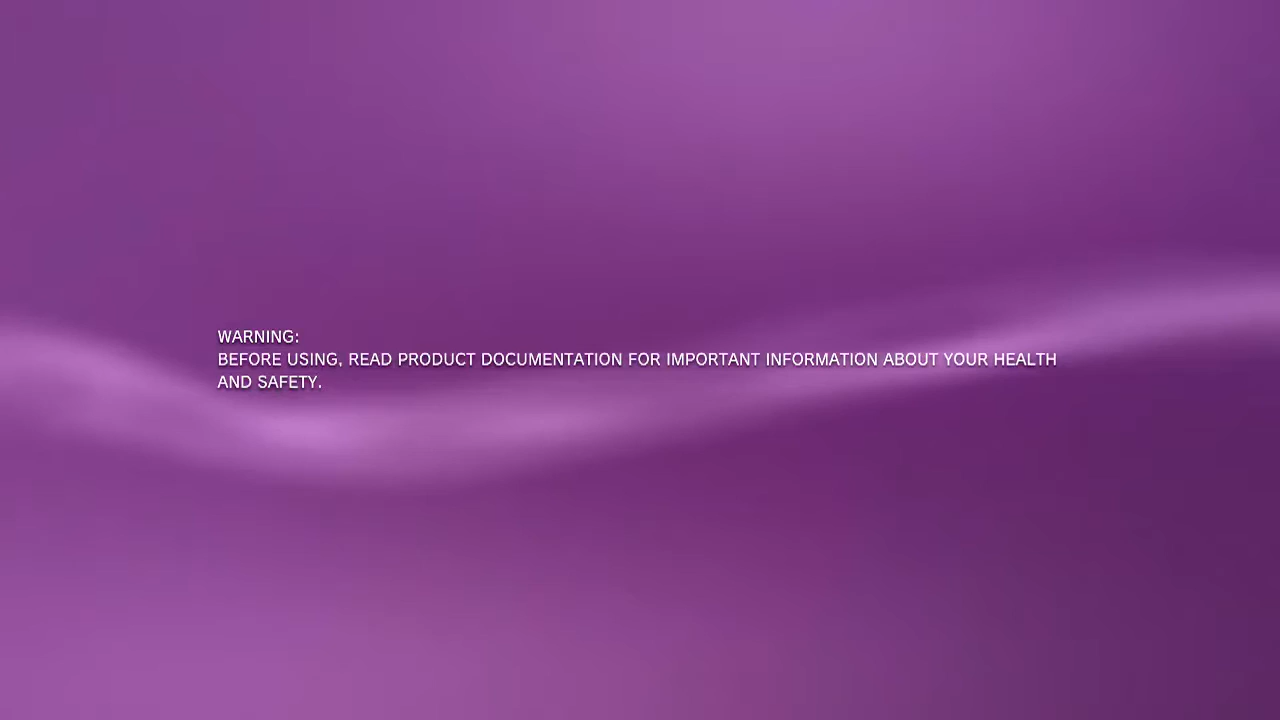 WARNING:
BEFORE USING, READ PRODUCT DOCUMENTATION FOR IMPORTANT INFORMATION ABOUT YOUR HEALTH
AND SAFETY.